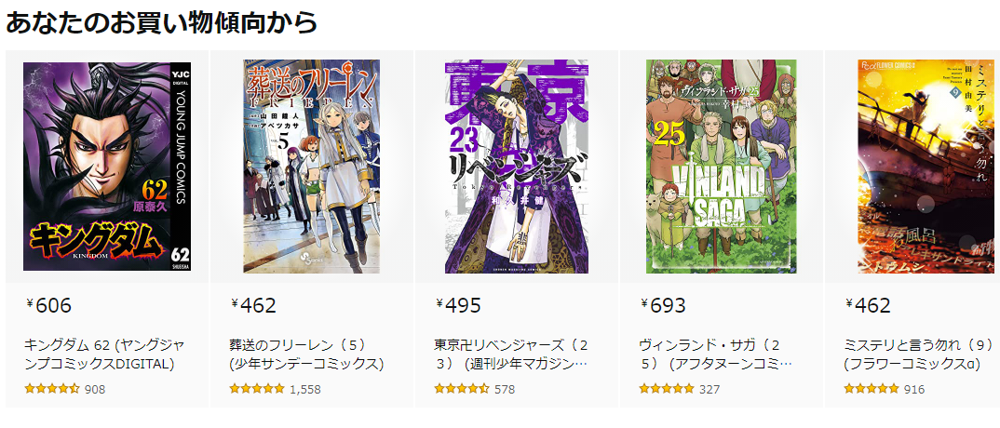 あなたのお買い物傾向から
YJC
DIGITAL
YOUNG JUMP COMICS
62
原泰久
キングダム
KINGDOM
62
SHUEISHA
葬送のフリーレン
FRIEREN
山田鐘人
アベツカサ
VOL.
5
東京
23
リベンジャーズ
Tokyo Revengers
和久井健
ヴィンランド・サガ 25
幸村誠
25
VINLAND
SAGA
FLOWER COMICS α
ミステリと言う勿れ
田村由美
9
¥606
キングダム 62 (ヤングジャ
ンプコミックスDIGITAL)
908
¥462
葬送のフリーレン（５）
(少年サンデーコミックス)
1,558
¥495
東京卍リベンジャーズ（２
３） (週刊少年マガジン…
578
¥693
ヴィンランド・サガ（２
５） (アフタヌーンコミ…
327
¥462
ミステリと言う勿れ（９）
(フラワーコミックスα)
916